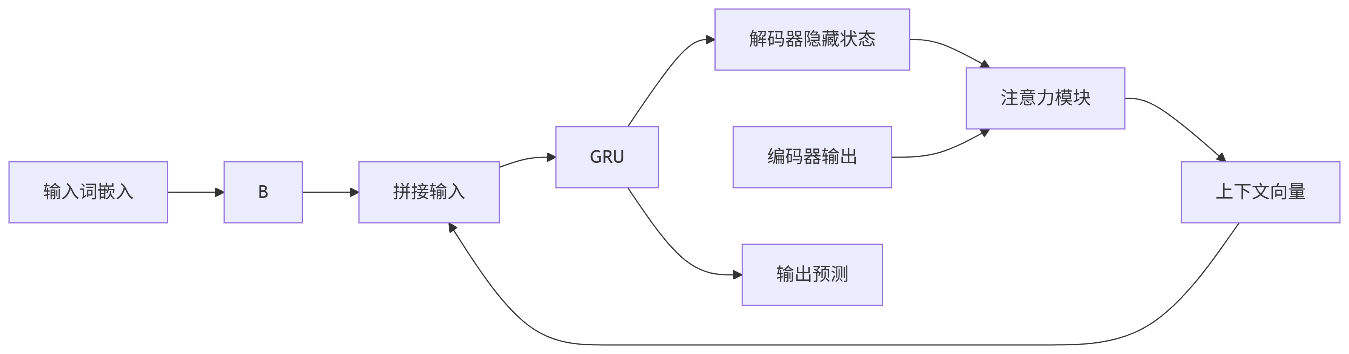 输入词嵌入
B
拼接输入
GRU
解码器隐藏状态
编码器输出
输出预测
注意力模块
上下文向量